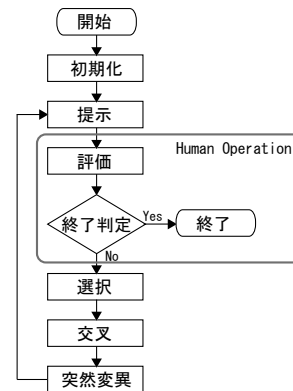 開始
初期化
提示
Human Operation
評価
終了判定
Yes
終了
No
選択
交叉
突然変異